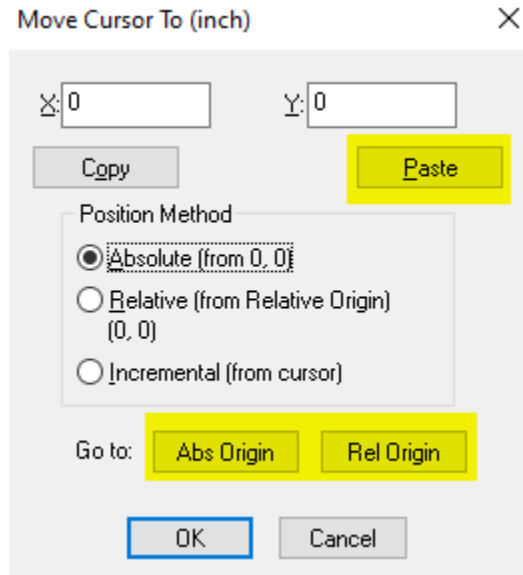 Move Cursor To (inch)
X: 0 Y: 0
Copy Paste
Position Method
Absolute (from 0, 0)
Relative (from Relative Origin)
(0, 0)
Incremental (from cursor)
Go to: Abs Origin Rel Origin
OK Cancel